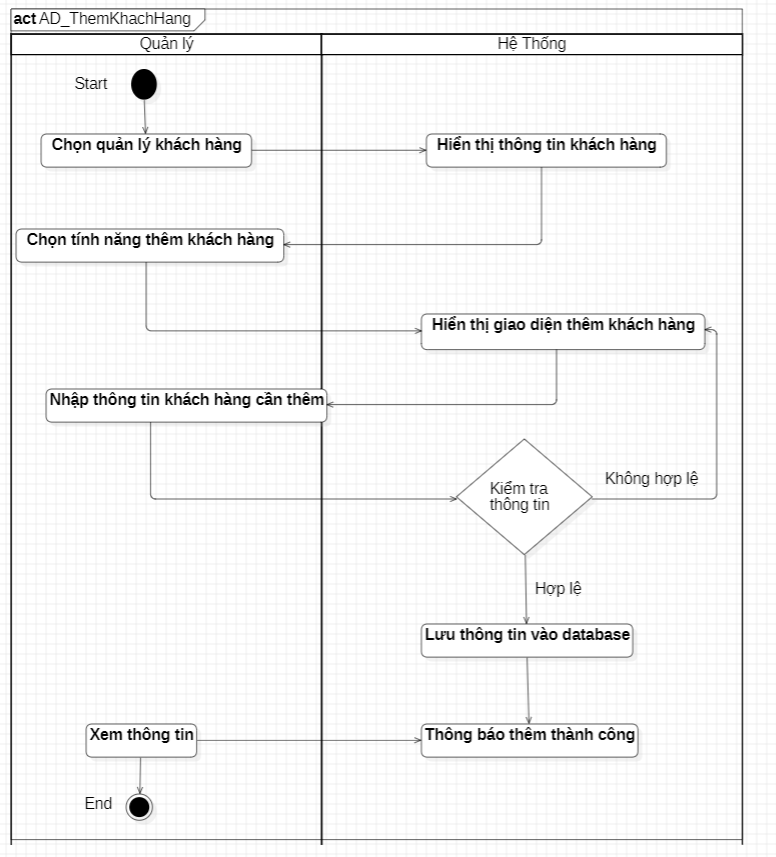 act AD_ThemKhachHang
Quản lý
Hệ Thống
Start
Chọn quản lý khách hàng
Hiển thị thông tin khách hàng
Chọn tính năng thêm khách hàng
Hiển thị giao diện thêm khách hàng
Nhập thông tin khách hàng cần thêm
Không hợp lệ
Kiểm tra
thông tin
Hợp lệ
Lưu thông tin vào database
Xem thông tin
Thông báo thêm thành công
End